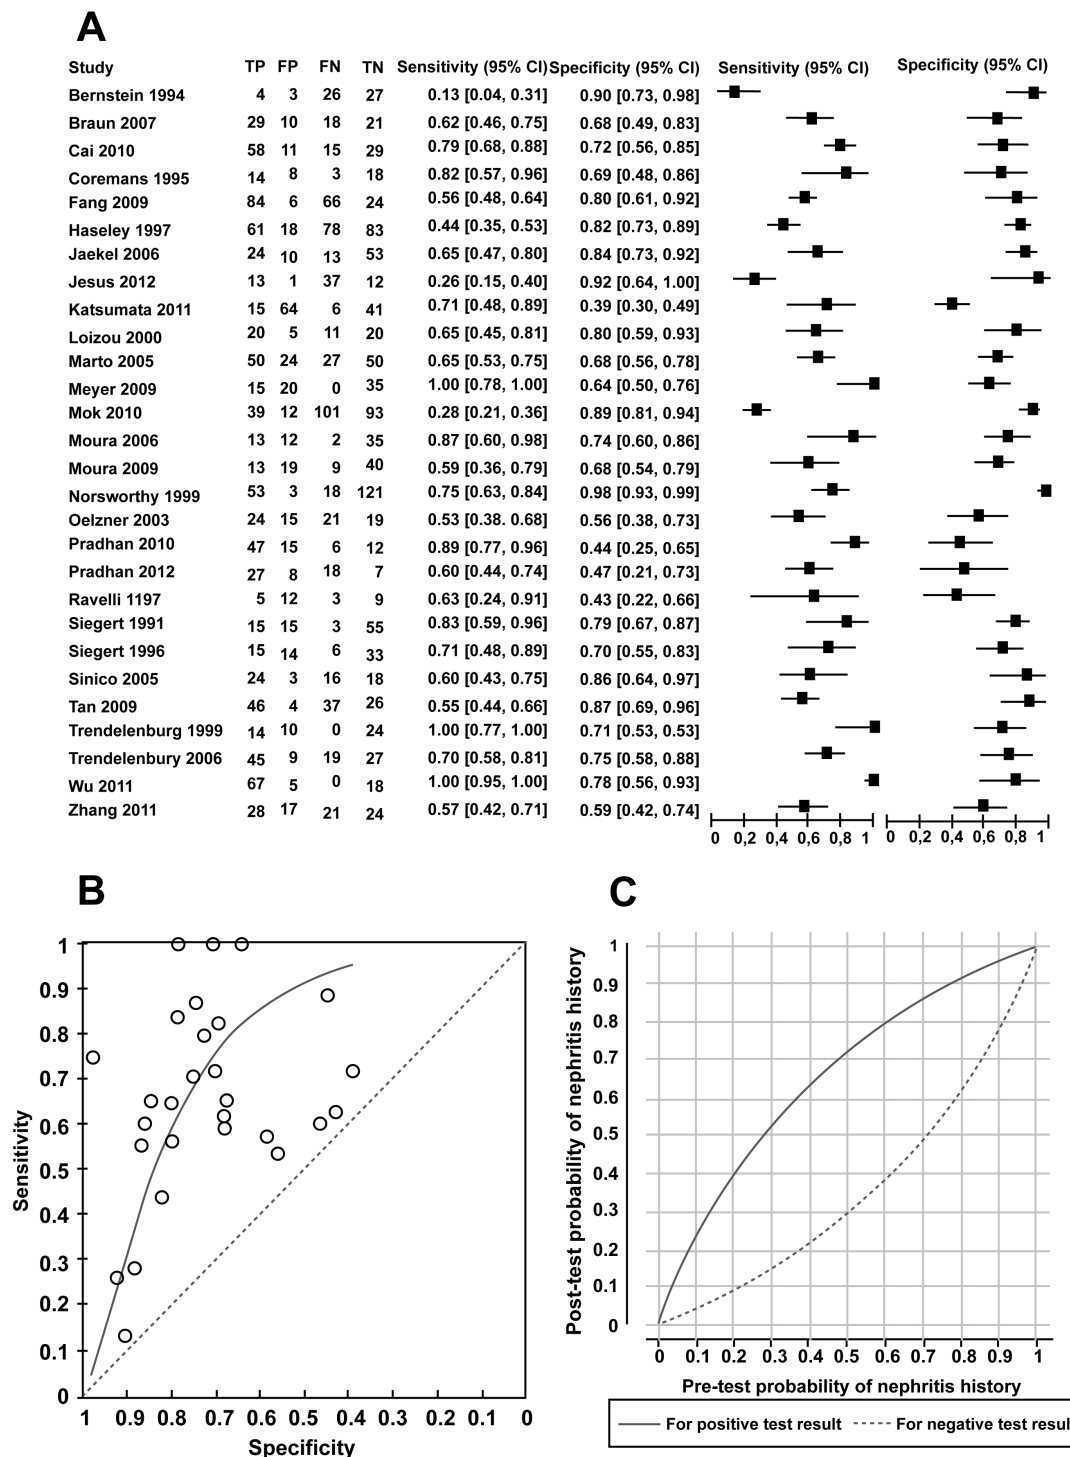 A
Study TP FP FN TN Sensitivity (95% CI) Specificity (95% CI) Sensitivity (95% CI) Specificity (95% CI)
Bernstein 1994 4 3 26 27 0.13 [0.04, 0.31] 0.90 [0.73, 0.98]
Braun 2007 29 10 18 21 0.62 [0.46, 0.75] 0.68 [0.49, 0.83]
Cai 2010 58 11 15 29 0.79 [0.68, 0.88] 0.72 [0.56, 0.85]
Coremans 1995 14 8 3 18 0.82 [0.57, 0.96] 0.69 [0.48, 0.86]
Fang 2009 84 6 66 24 0.56 [0.48, 0.64] 0.80 [0.61, 0.92]
Haseley 1997 61 18 78 83 0.44 [0.35, 0.53] 0.82 [0.73, 0.89]
Jaekel 2006 24 10 13 53 0.65 [0.47, 0.80] 0.84 [0.73, 0.92]
Jesus 2012 13 1 37 12 0.26 [0.15, 0.40] 0.92 [0.64, 1.00]
Katsumata 2011 15 64 6 41 0.71 [0.48, 0.89] 0.39 [0.30, 0.49]
Loizou 2000 20 5 11 20 0.65 [0.45, 0.81] 0.80 [0.59, 0.93]
Marto 2005 50 24 27 50 0.65 [0.53, 0.75] 0.68 [0.56, 0.78]
Meyer 2009 15 20 0 35 1.00 [0.78, 1.00] 0.64 [0.50, 0.76]
Mok 2010 39 12 101 93 0.28 [0.21, 0.36] 0.89 [0.81, 0.94]
Moura 2006 13 12 2 35 0.87 [0.60, 0.98] 0.74 [0.60, 0.86]
Moura 2009 13 19 9 40 0.59 [0.36, 0.79] 0.68 [0.54, 0.79]
Norsworthy 1999 53 3 18 121 0.75 [0.63, 0.84] 0.98 [0.93, 0.99]
Oelzner 2003 24 15 21 19 0.53 [0.38. 0.68] 0.56 [0.38, 0.73]
Pradhan 2010 47 15 6 12 0.89 [0.77, 0.96] 0.44 [0.25, 0.65]
Pradhan 2012 27 8 18 7 0.60 [0.44, 0.74] 0.47 [0.21, 0.73]
Ravelli 1197 5 12 3 9 0.63 [0.24, 0.91] 0.43 [0.22, 0.66]
Siegert 1991 15 15 3 55 0.83 [0.59, 0.96] 0.79 [0.67, 0.87]
Siegert 1996 15 14 6 33 0.71 [0.48, 0.89] 0.70 [0.55, 0.83]
Sinico 2005 24 3 16 18 0.60 [0.43, 0.75] 0.86 [0.64, 0.97]
Tan 2009 46 4 37 26 0.55 [0.44, 0.66] 0.87 [0.69, 0.96]
Trendelenburg 1999 14 10 0 24 1.00 [0.77, 1.00] 0.71 [0.53, 0.53]
Trendelenbury 2006 45 9 19 27 0.70 [0.58, 0.81] 0.75 [0.58, 0.88]
Wu 2011 67 5 0 18 1.00 [0.95, 1.00] 0.78 [0.56, 0.93]
Zhang 2011 28 17 21 24 0.57 [0.42, 0.71] 0.59 [0.42, 0.74]
0 0,2 0,4 0,6 0,8 1 0 0,2 0,4 0,6 0,8 1
B
1
0.9
0.8
0.7
0.6
0.5
0.4
0.3
0.2
0.1
0
Sensitivity
1 0.9 0.8 0.7 0.6 0.5 0.4 0.3 0.2 0.1 0
Specificity
C
1
0.9
0.8
0.7
0.6
0.5
0.4
0.3
0.2
0.1
0
Post-test probability of nephritis history
0 0.1 0.2 0.3 0.4 0.5 0.6 0.7 0.8 0.9 1
Pre-test probability of nephritis history
For positive test result For negative test resul